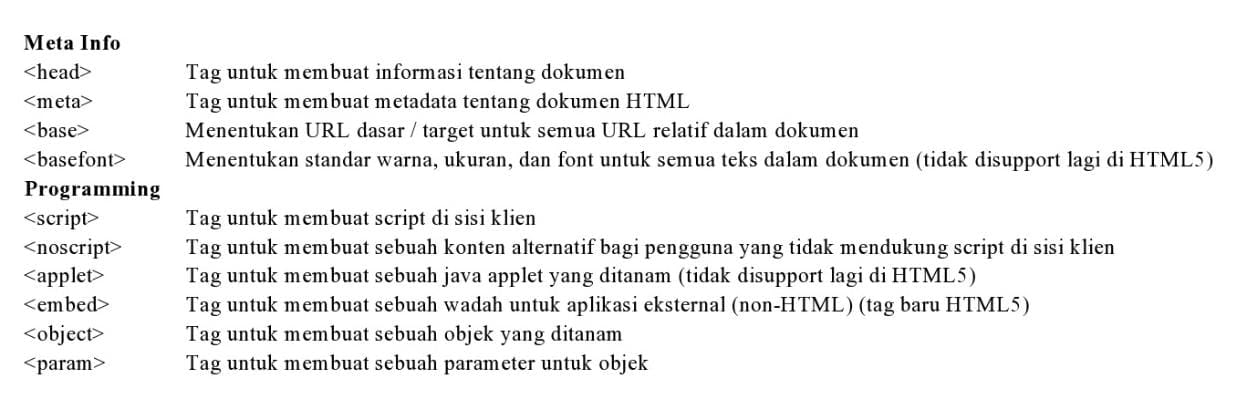 Meta Info
<head> Tag untuk membuat informasi tentang dokumen
<meta> Tag untuk membuat metadata tentang dokumen HTML
<base> Menentukan URL dasar / target untuk semua URL relatif dalam dokumen
<basefont> Menentukan standar warna, ukuran, dan font untuk semua teks dalam dokumen (tidak disupport lagi di HTML5)
Programming
<script> Tag untuk membuat script di sisi klien
<noscript> Tag untuk membuat sebuah konten alternatif bagi pengguna yang tidak mendukung script di sisi klien
<applet> Tag untuk membuat sebuah java applet yang ditanam (tidak disupport lagi di HTML5)
<embed> Tag untuk membuat sebuah wadah untuk aplikasi eksternal (non-HTML) (tag baru HTML5)
<object> Tag untuk membuat sebuah objek yang ditanam
<param> Tag untuk membuat sebuah parameter untuk objek